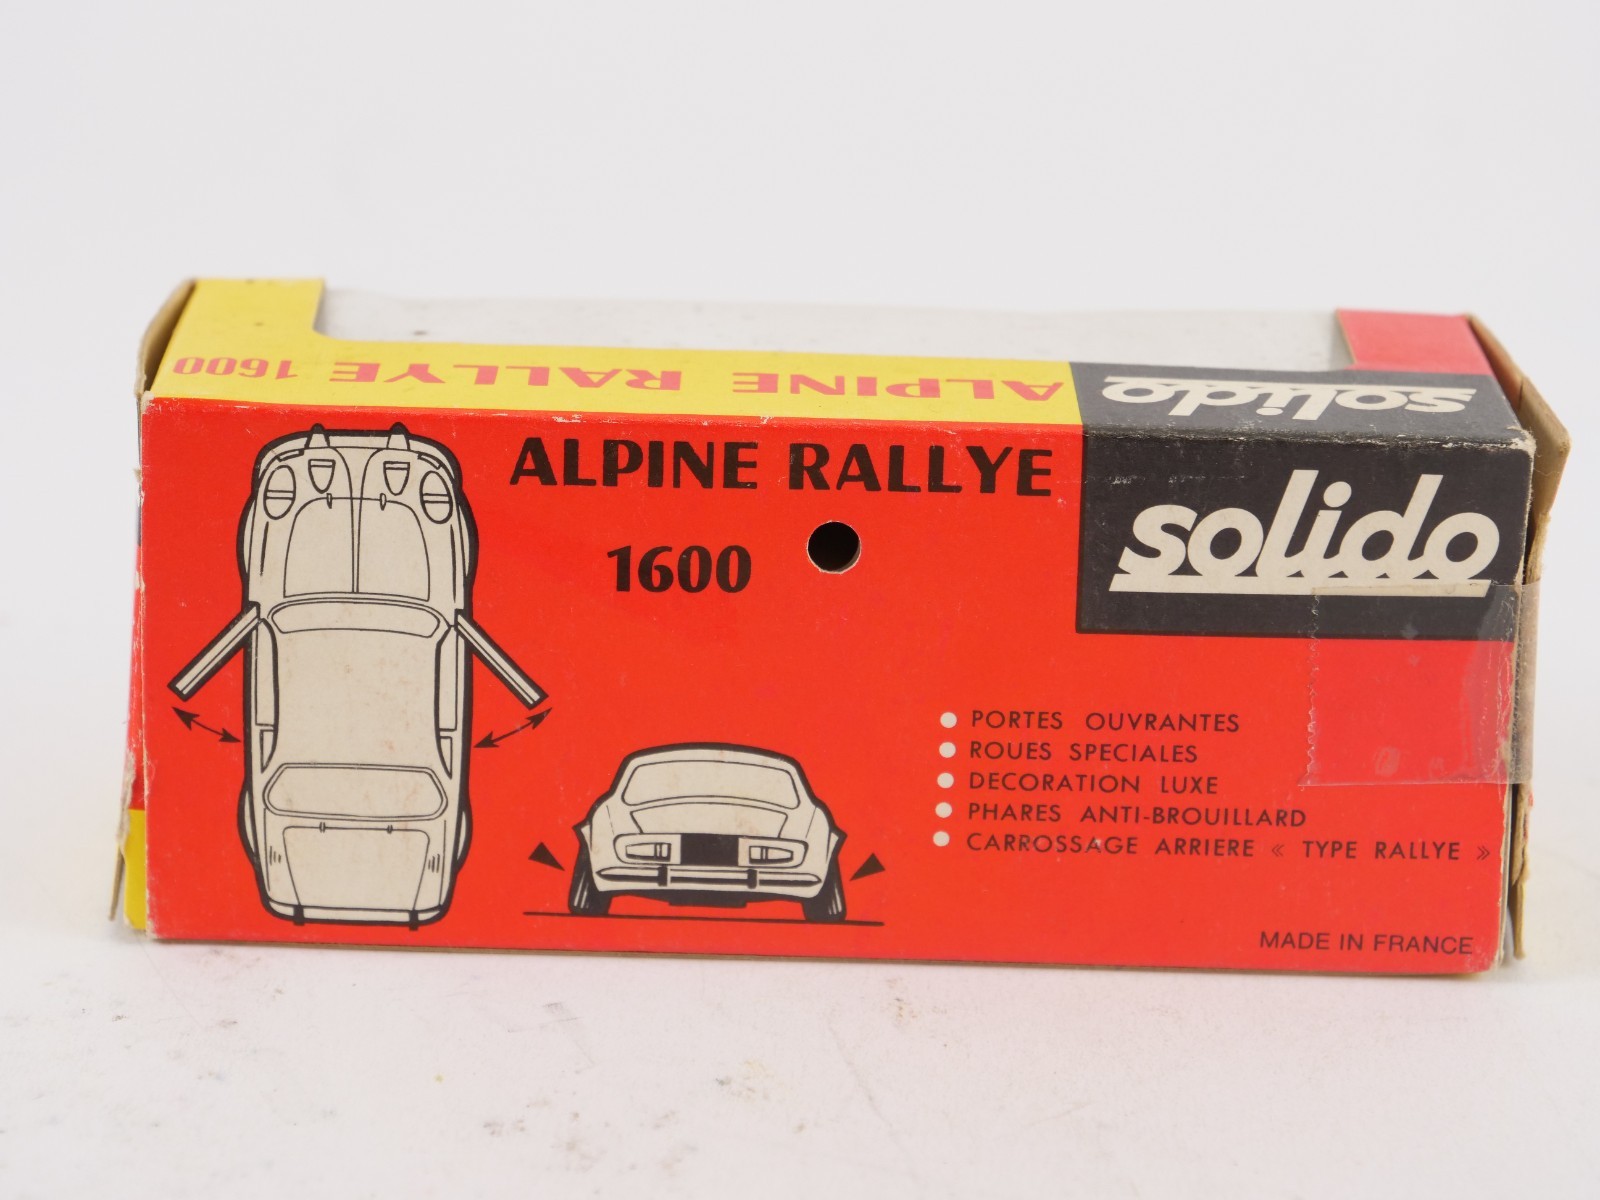 ALPINE RALLYE 1600
solido
ALPINE RALLYE
1600
solido
● PORTES OUVRANTES
● ROUES SPECIALES
● DECORATION LUXE
● PHARES ANTI-BROUILLARD
● CARROSSAGE ARRIERE « TYPE RALLYE »
MADE IN FRANCE